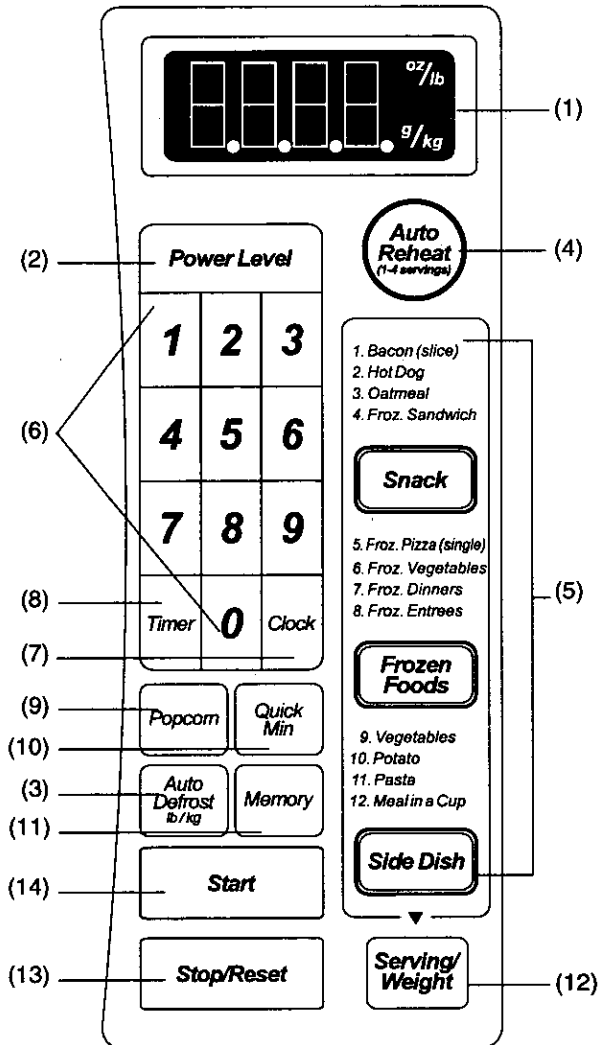 oz/lb
g/kg
(1)
Auto
Reheat
(1-4 servings)
(4)
(2)
Power Level
1 2 3
4 5 6
7 8 9
Timer 0 Clock
(6)
(8)
(7)
1. Bacon (slice)
2. Hot Dog
3. Oatmeal
4. Froz. Sandwich
Snack
5. Froz. Pizza (single)
6. Froz. Vegetables
7. Froz. Dinners
8. Froz. Entrees
(5)
Frozen
Foods
9. Vegetables
10. Potato
11. Pasta
12. Meal in a Cup
Side Dish
(9)
Popcorn
Quick
Min
(10)
(3)
Auto
Defrost
lb/kg
Memory
(11)
(14)
Start
(13)
Stop/Reset
Serving/
Weight
(12)